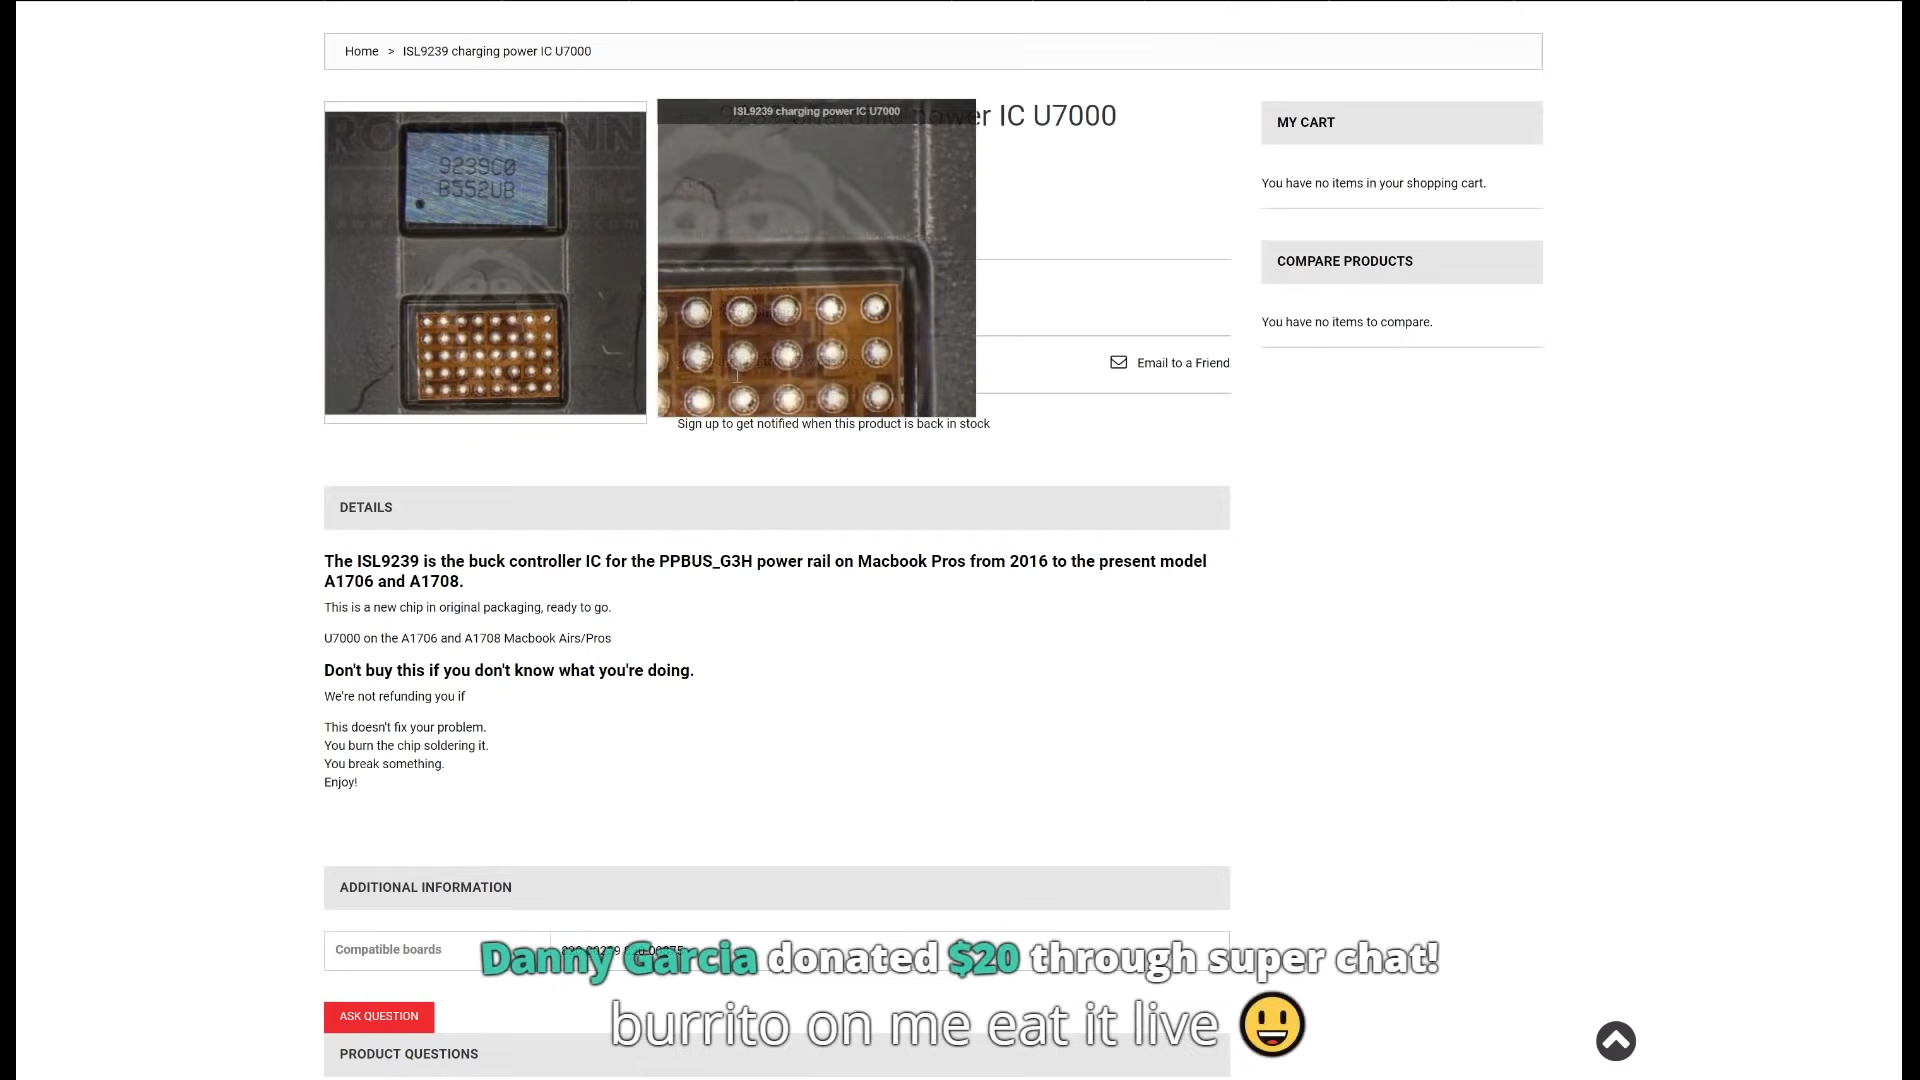 Home > ISL9239 charging power IC U7000
ISL9239 charging power IC U7000
IC U7000
9239C0
B552UB
MY CART
You have no items in your shopping cart.
COMPARE PRODUCTS
You have no items to compare.
Email to a Friend
Sign up to get notified when this product is back in stock
DETAILS
The ISL9239 is the buck controller IC for the PPBUS_G3H power rail on Macbook Pros from 2016 to the present model
A1706 and A1708.
This is a new chip in original packaging, ready to go.
U7000 on the A1706 and A1708 Macbook Airs/Pros
Don't buy this if you don't know what you're doing.
We're not refunding you if
This doesn't fix your problem.
You burn the chip soldering it.
You break something.
Enjoy!
ADDITIONAL INFORMATION
Compatible boards
Danny Garcia donated $20 through super chat!
burrito on me eat it live 😃
ASK QUESTION
PRODUCT QUESTIONS